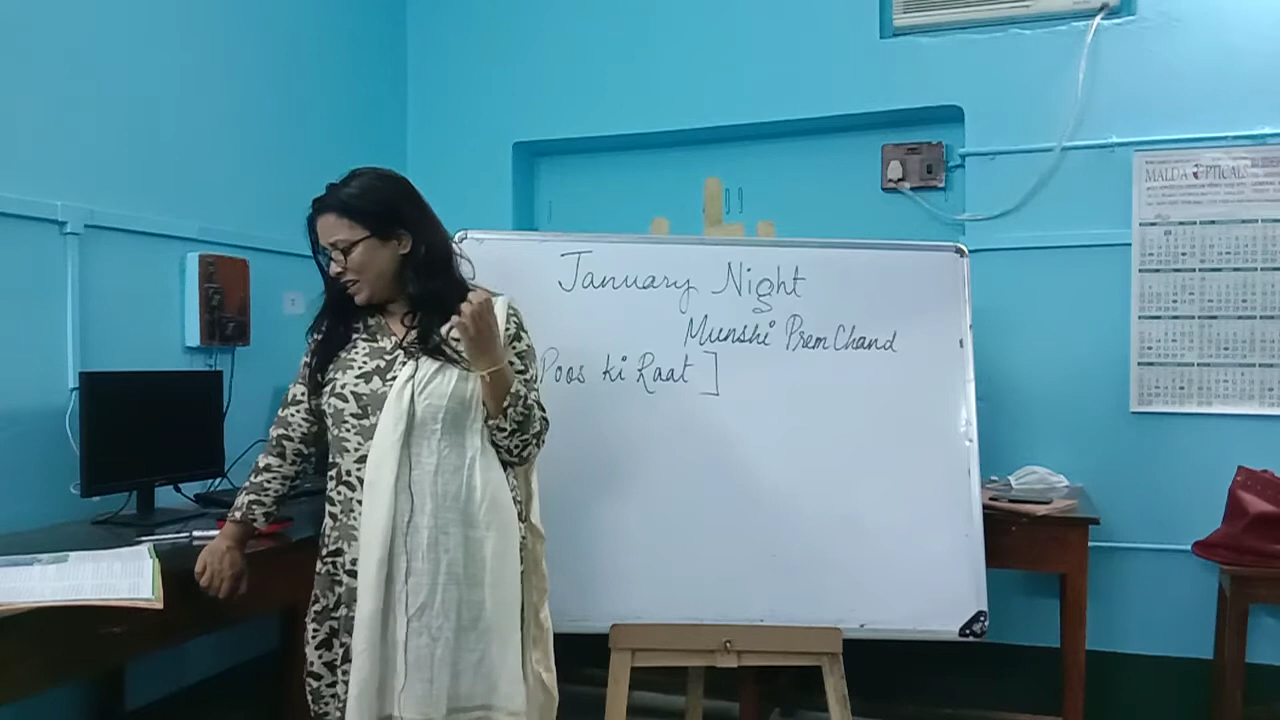 January Night
Munshi Prem Chand
Poos ki Raat ]
MALDA OPTICALS